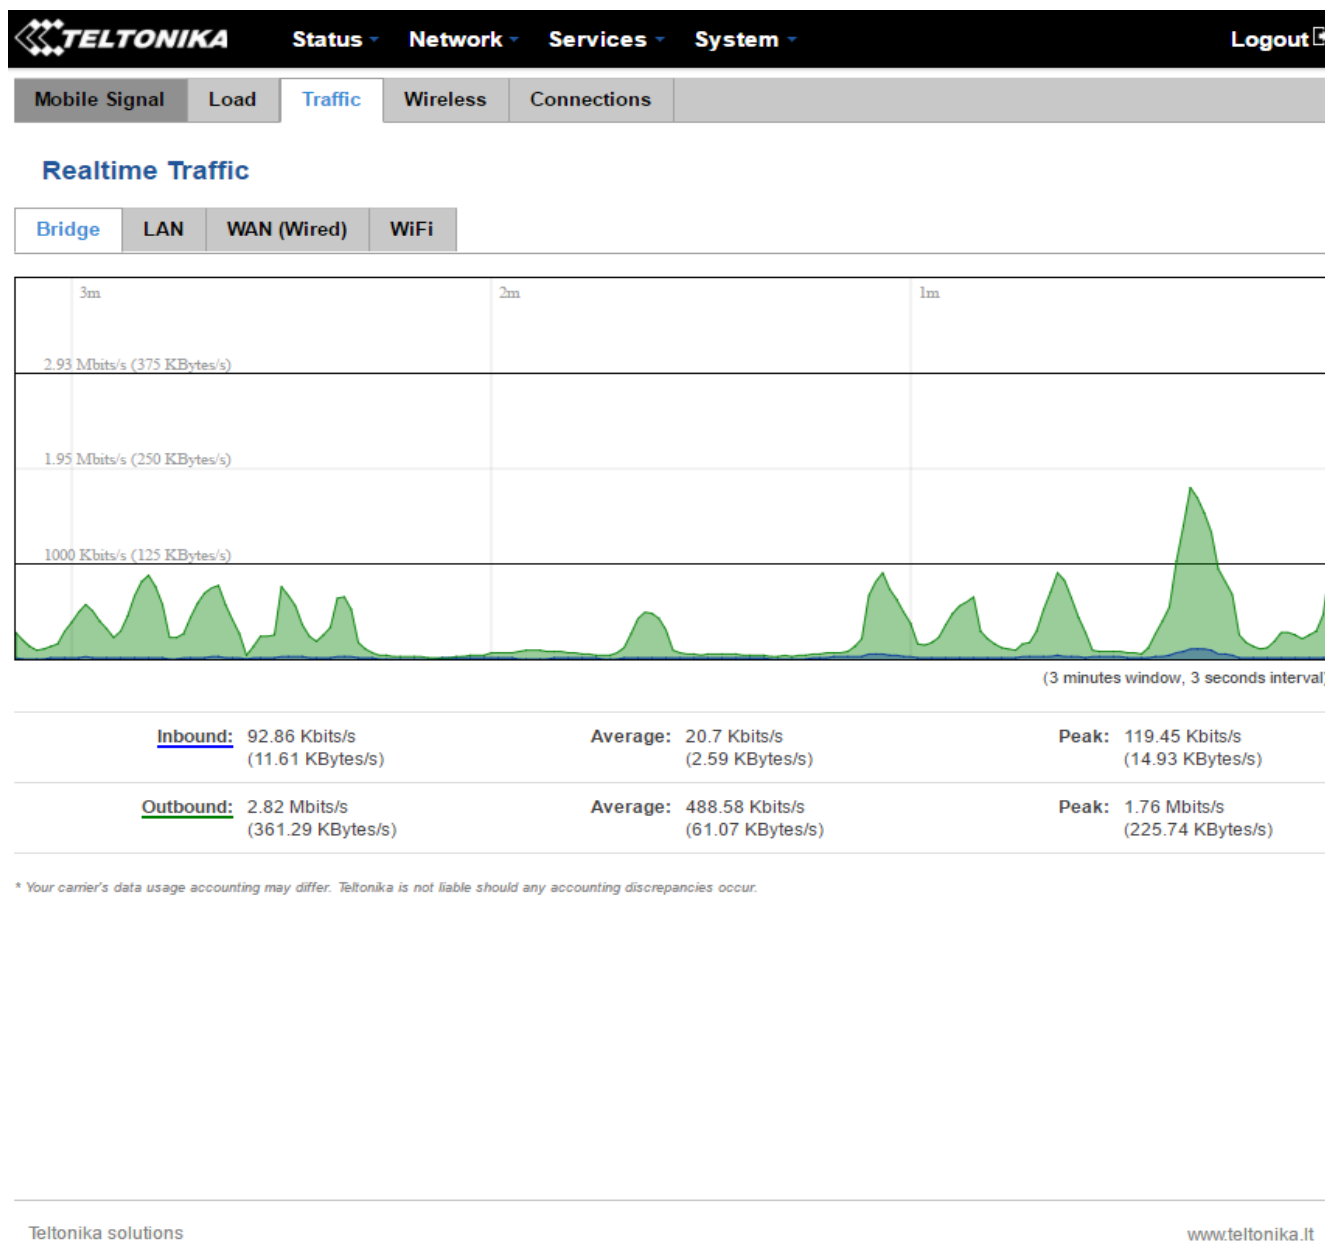 TELTONIKA Status Network Services System Logout
Mobile Signal Load Traffic Wireless Connections
Realtime Traffic
Bridge LAN WAN (Wired) WiFi
3m 2m 1m
2.93 Mbits/s (375 KBytes/s)
1.95 Mbits/s (250 KBytes/s)
1000 Kbits/s (125 KBytes/s)
(3 minutes window, 3 seconds interval)
Inbound: 92.86 Kbits/s Average: 20.7 Kbits/s Peak: 119.45 Kbits/s
(11.61 KBytes/s) (2.59 KBytes/s) (14.93 KBytes/s)
Outbound: 2.82 Mbits/s Average: 488.58 Kbits/s Peak: 1.76 Mbits/s
(361.29 KBytes/s) (61.07 KBytes/s) (225.74 KBytes/s)
* Your carrier's data usage accounting may differ. Teltonika is not liable should any accounting discrepancies occur.
Teltonika solutions www.teltonika.lt